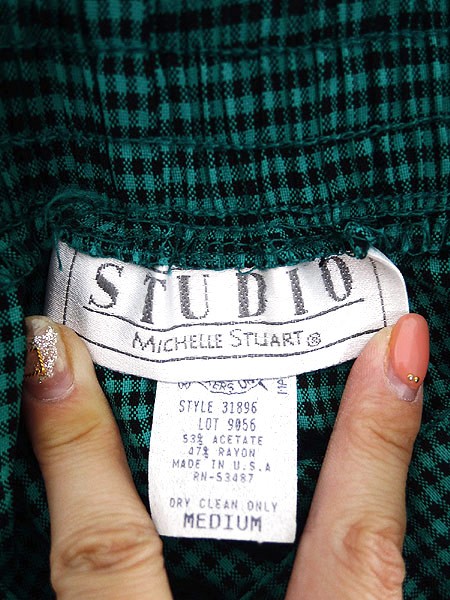 STUDIO
MICHELLE STUART®
STYLE 31896
LOT 9056
53% ACETATE
47% RAYON
MADE IN U.S.A
RN-53487
DRY CLEAN ONLY
MEDIUM